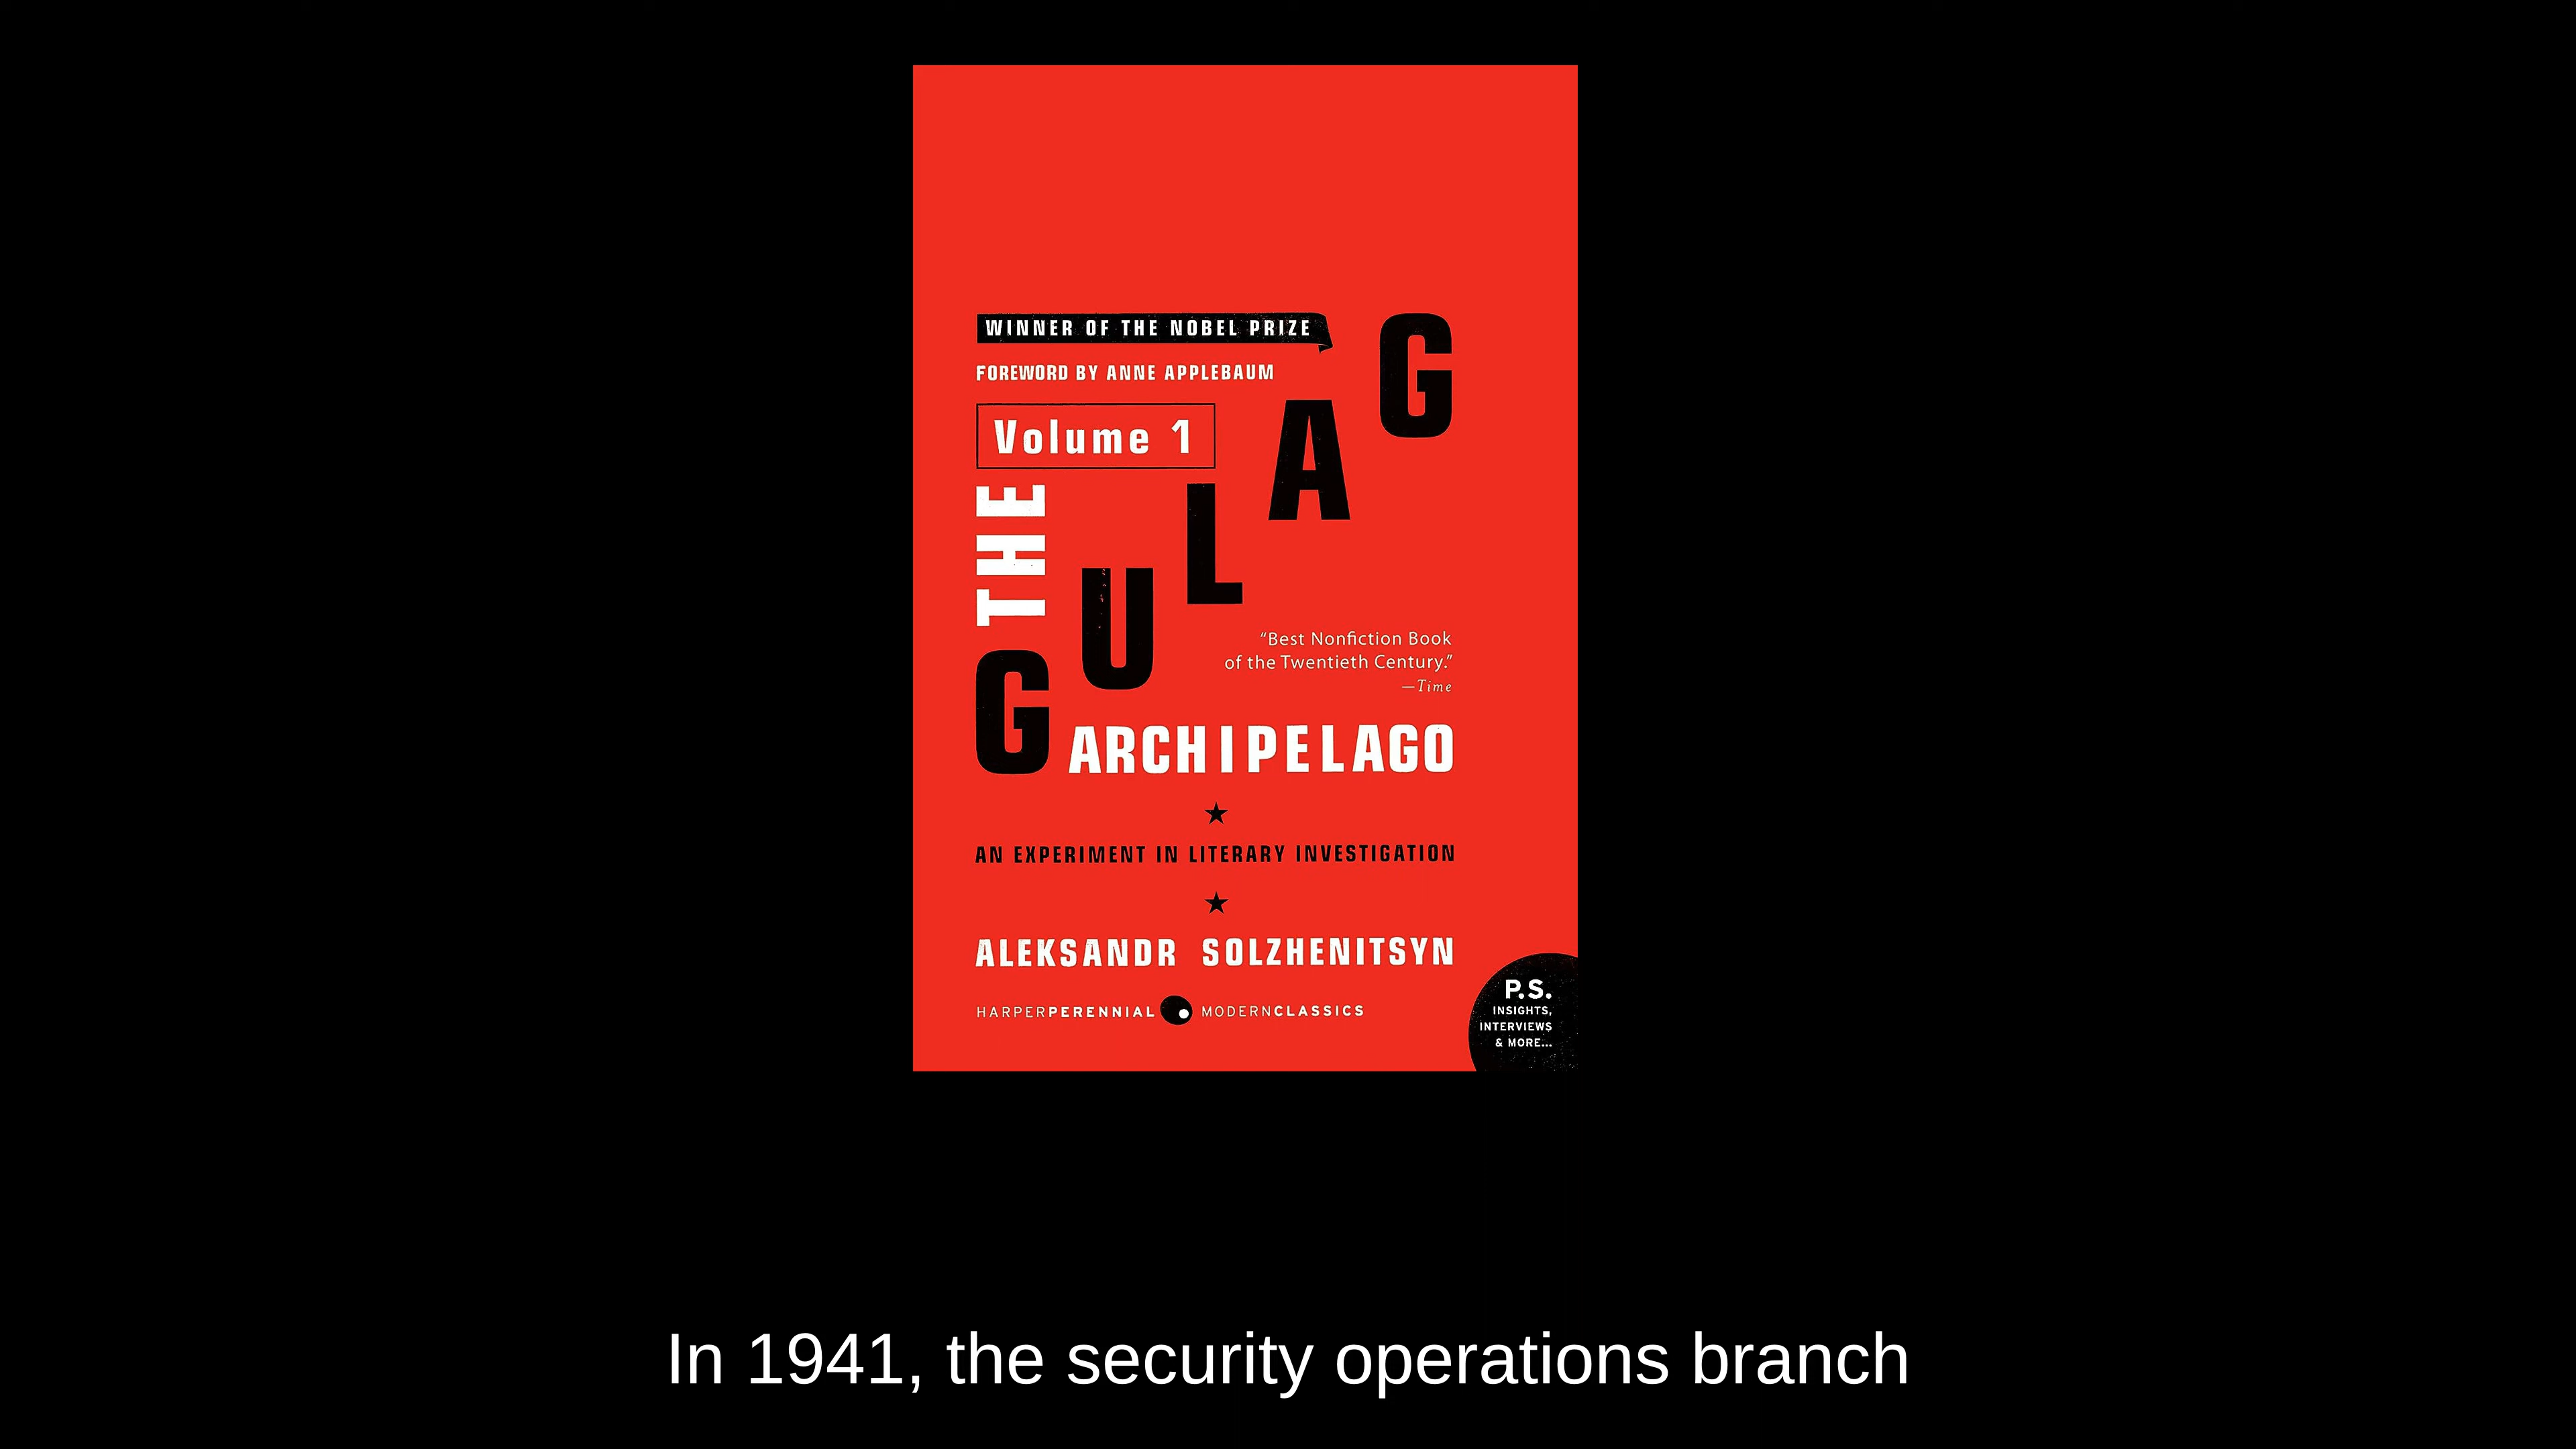 WINNER OF THE NOBEL PRIZE
FOREWORD BY ANNE APPLEBAUM
Volume 1
THE
GULAG
"Best Nonfiction Book
of the Twentieth Century."
—Time
ARCHIPELAGO
AN EXPERIMENT IN LITERARY INVESTIGATION
ALEKSANDR SOLZHENITSYN
HARPERPERENNIAL MODERNCLASSICS
P.S.
INSIGHTS,
INTERVIEWS
& MORE...
In 1941, the security operations branch